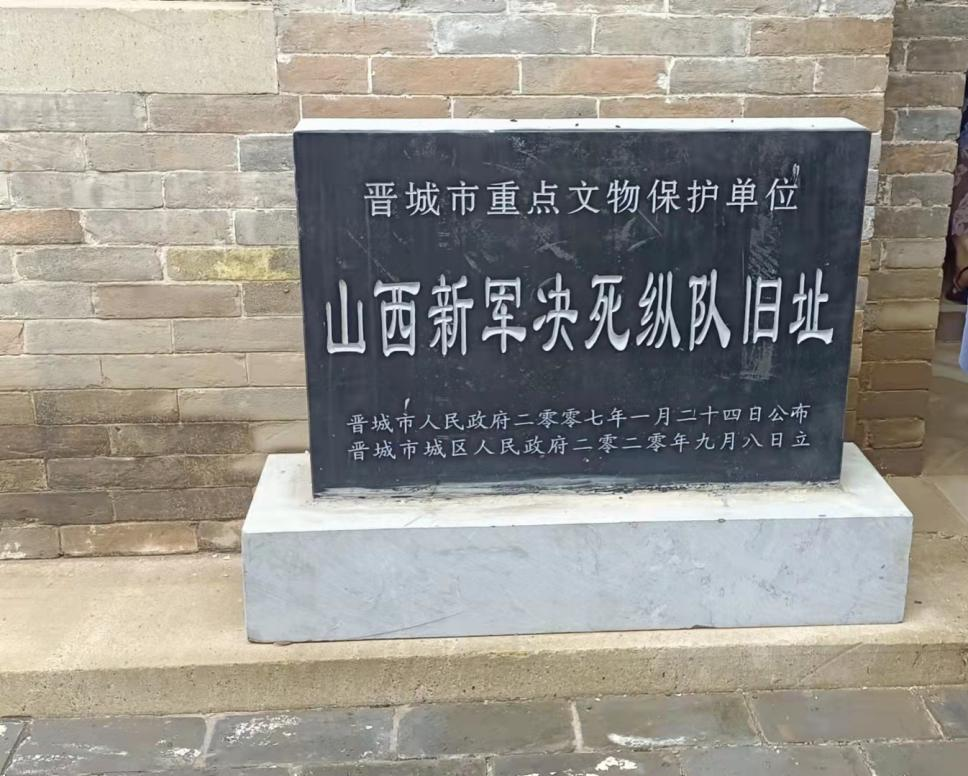 晋城市重点文物保护单位
山西新军决死纵队旧址
晋城市人民政府二零零七年一月二十四日公布
晋城市城区人民政府二零二零年九月八日立